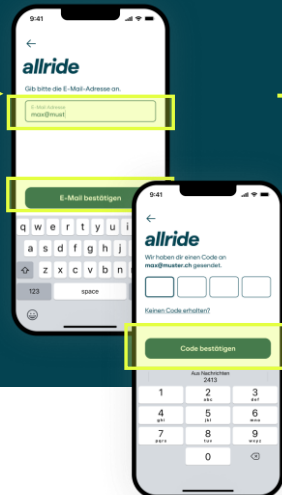 9:41
allride
Gib bitte die E-Mail-Adresse an.
E-Mail Adresse
max@must
E-Mail bestätigen
q w e r t y u i
a s d f g h j
z x c v b n
123 space
9:41
allride
Wir haben dir einen Code an
max@muster.ch gesendet.
Keinen Code erhalten?
Code bestätigen
Aus Nachrichten
2413
1 2 3
abc def
4 5 6
ghi jkl mno
7 8 9
pqrs tuv wxyz
0